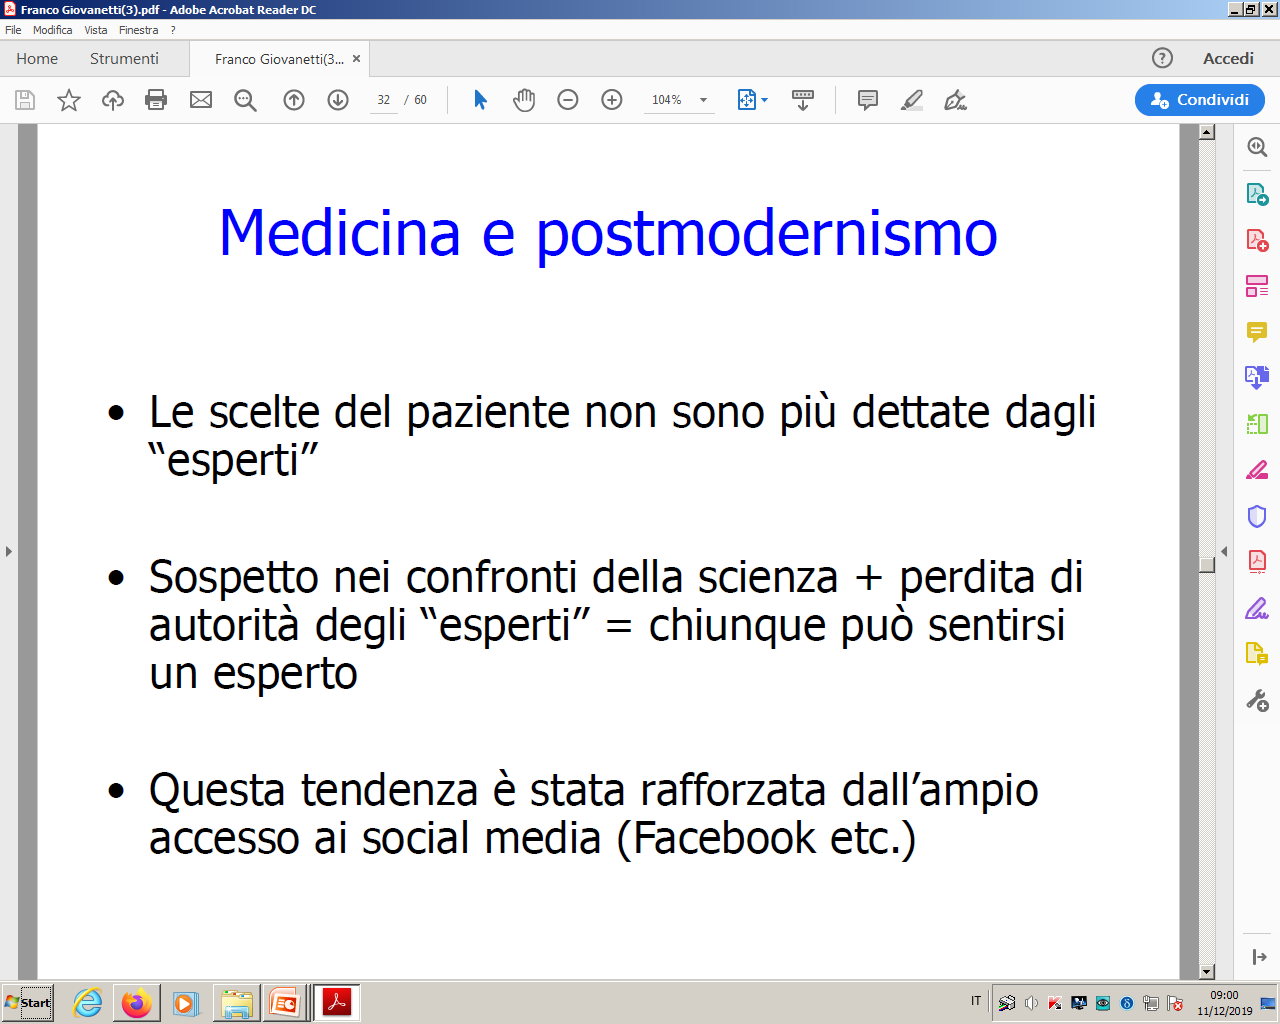 Franco Giovanetti(3).pdf - Adobe Acrobat Reader DC
File Modifica Vista Finestra ?
Home Strumenti Franco Giovanetti(3... × Accedi
32 / 60 104% Condividi
Medicina e postmodernismo
• Le scelte del paziente non sono più dettate dagli
“esperti”
• Sospetto nei confronti della scienza + perdita di
autorità degli “esperti” = chiunque può sentirsi
un esperto
• Questa tendenza è stata rafforzata dall’ampio
accesso ai social media (Facebook etc.)
Start IT 09:00
11/12/2019